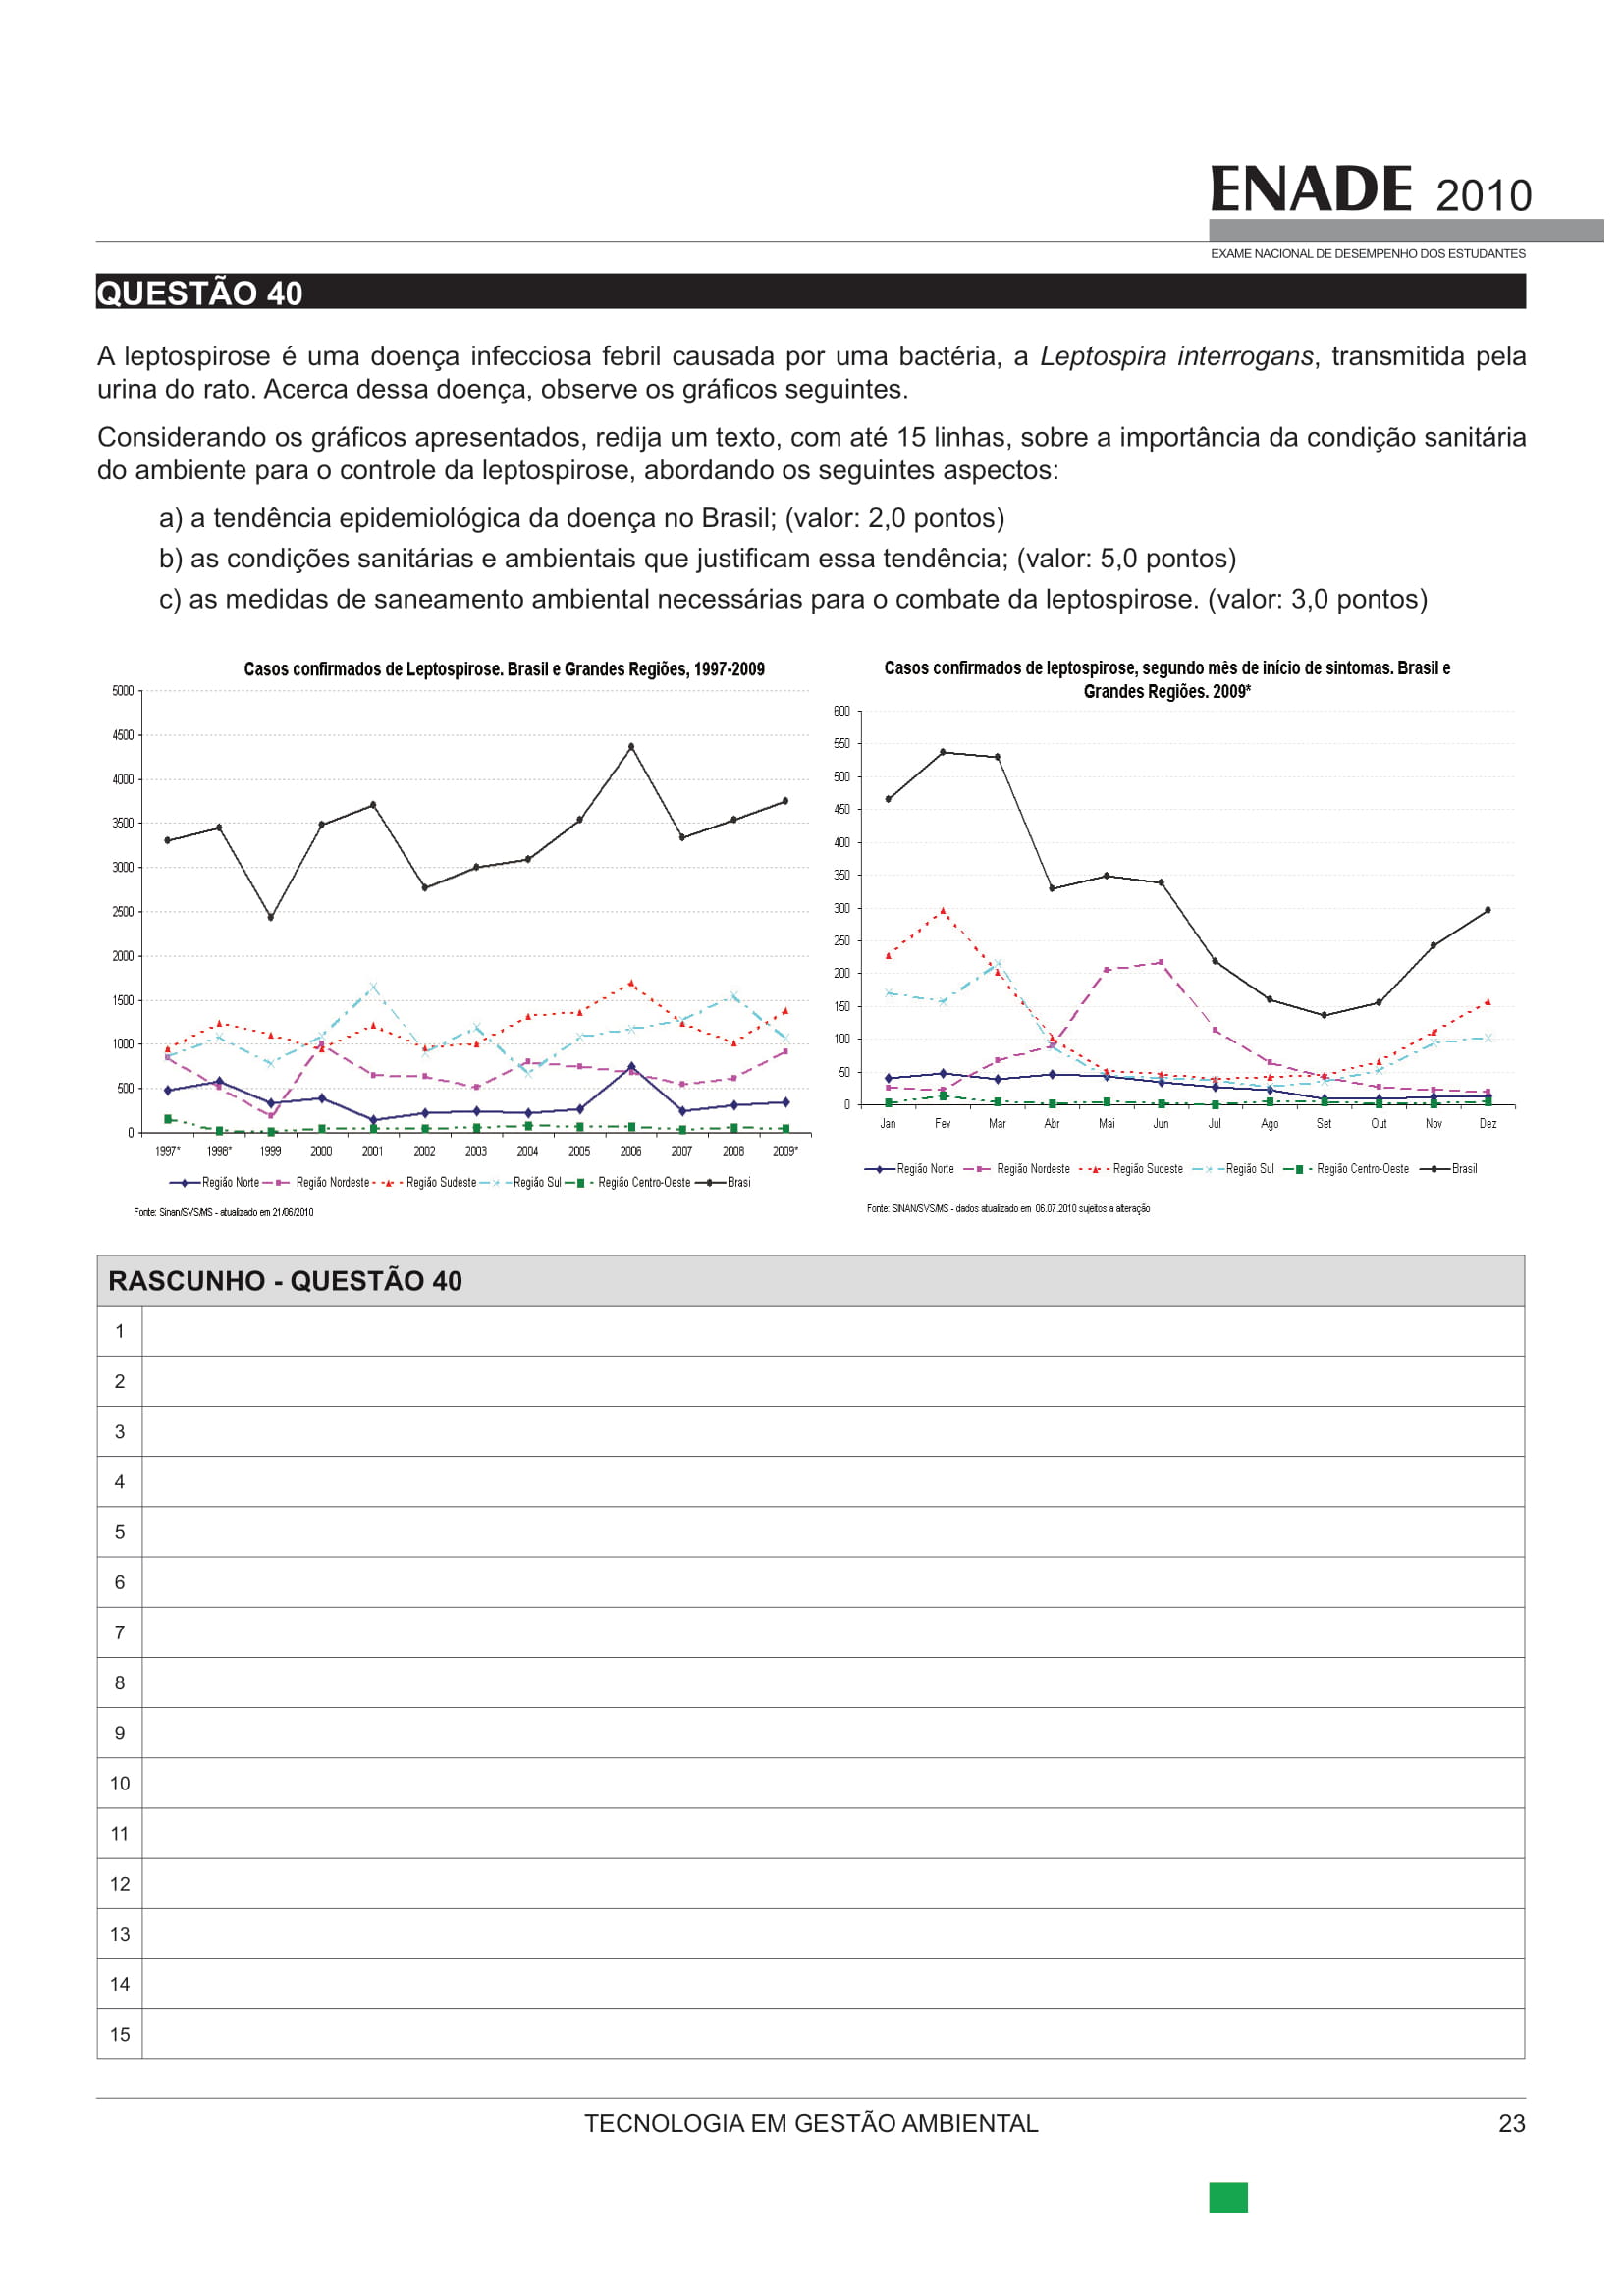 ENADE 2010
EXAME NACIONAL DE DESEMPENHO DOS ESTUDANTES
QUESTÃO 40
A leptospirose é uma doença infecciosa febril causada por uma bactéria, a Leptospira interrogans, transmitida pela
urina do rato. Acerca dessa doença, observe os gráficos seguintes.
Considerando os gráficos apresentados, redija um texto, com até 15 linhas, sobre a importância da condição sanitária
do ambiente para o controle da leptospirose, abordando os seguintes aspectos:
a) a tendência epidemiológica da doença no Brasil; (valor: 2,0 pontos)
b) as condições sanitárias e ambientais que justificam essa tendência; (valor: 5,0 pontos)
c) as medidas de saneamento ambiental necessárias para o combate da leptospirose. (valor: 3,0 pontos)
Casos confirmados de Leptospirose. Brasil e Grandes Regiões, 1997-2009
5000
4500
4000
3500
3000
2500
2000
1500
1000
500
0
1997* 1998* 1999 2000 2001 2002 2003 2004 2005 2006 2007 2008 2009*
Região Norte Região Nordeste Região Sudeste Região Sul Região Centro-Oeste Brasi
Fonte: Sinan/SVS/MS - atualizado em 21/06/2010
Casos confirmados de leptospirose, segundo mês de início de sintomas. Brasil e
Grandes Regiões. 2009*
600
550
500
450
400
350
300
250
200
150
100
50
0
Jan Fev Mar Abr Mai Jun Jul Ago Set Out Nov Dez
Região Norte Região Nordeste Região Sudeste Região Sul Região Centro-Oeste Brasil
Fonte: SINAN/SVS/MS - dados atualizado em 06.07.2010 sujeitos a alteração
RASCUNHO - QUESTÃO 40
1
2
3
4
5
6
7
8
9
10
11
12
13
14
15
TECNOLOGIA EM GESTÃO AMBIENTAL 23